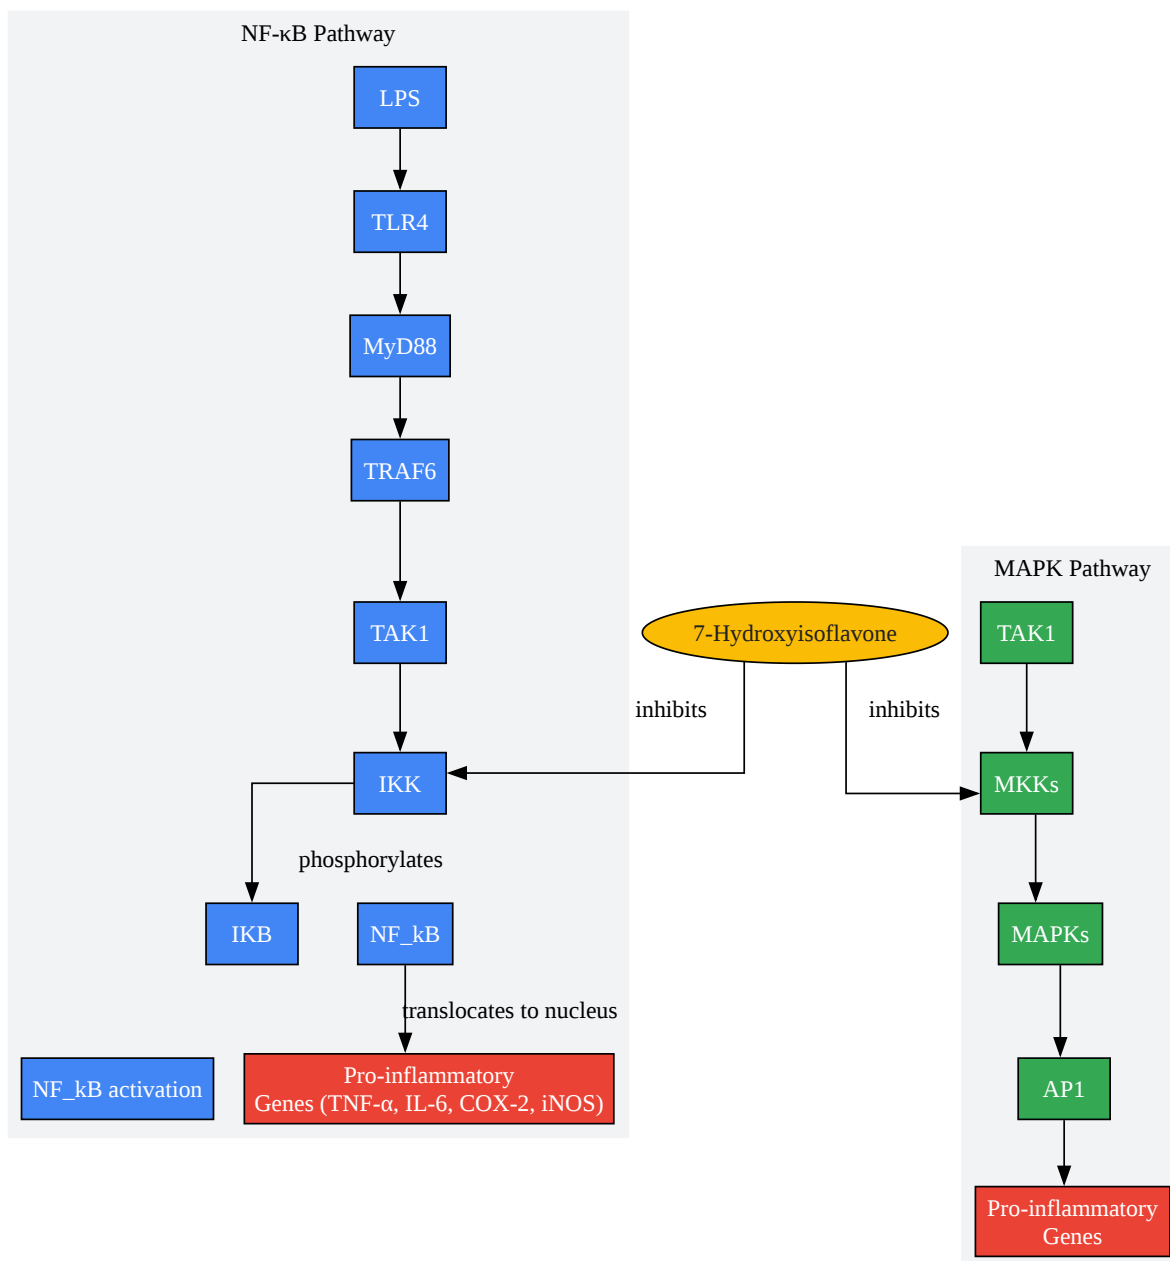 NF-κB Pathway
LPS
TLR4
MyD88
TRAF6
MAPK Pathway
TAK1
7-Hydroxyisoflavone
TAK1
inhibits
inhibits
IKK
MKKs
phosphorylates
IKB
NF_kB
MAPKs
translocates to nucleus
NF_kB activation
Pro-inflammatory
Genes (TNF-α, IL-6, COX-2, iNOS)
AP1
Pro-inflammatory
Genes